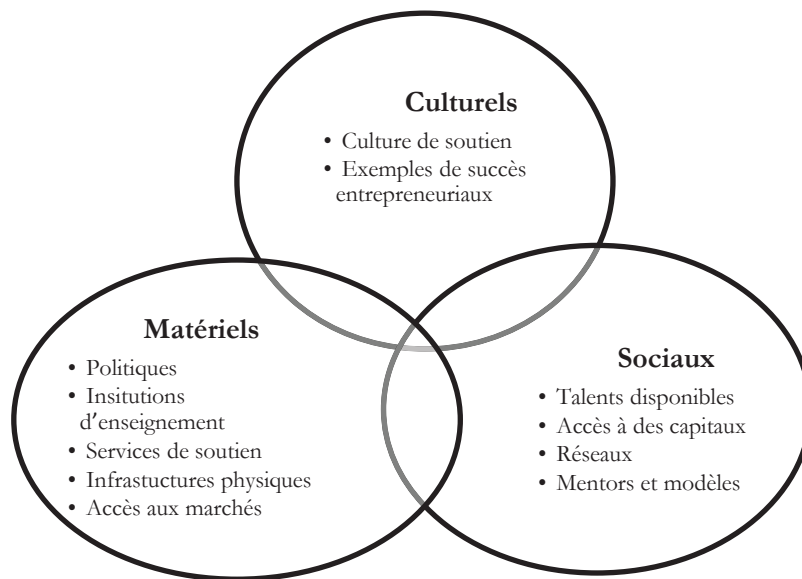 Culturels
• Culture de soutien
• Exemples de succès
entrepreneuriaux
Matériels
• Politiques
• Insitutions
d'enseignement
• Services de soutien
• Infrastuctures physiques
• Accès aux marchés
Sociaux
• Talents disponibles
• Accès à des capitaux
• Réseaux
• Mentors et modèles